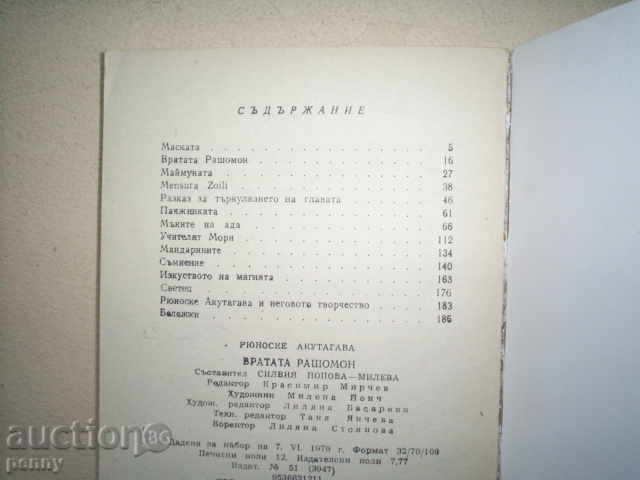 СЪДЪРЖАНИЕ
Маската . . . . . . . . . . . . . . . 5
Вратата Рашомон . . . . . . . . . . . . 16
Маймуната . . . . . . . . . . . . . . 27
Mensura Zoili . . . . . . . . . . . . . 38
Разказ за търкулването на главата . . . . . . . 46
Паяжинката . . . . . . . . . . . . . . 61
Мъките на ада . . . . . . . . . . . . . 66
Учителят Мори . . . . . . . . . . . . . 112
Мандарините . . . . . . . . . . . . . 134
Съмнение . . . . . . . . . . . . . . 140
Изкуството на магията . . . . . . . . . . 163
Светец . . . . . . . . . . . . . . . 176
Рюноске Акутагава и неговото творчество . . . . . 183
Бележки . . . . . . . . . . . . . . . 186
РЮНОСКЕ АКУТАГАВА
ВРАТАТА РАШОМОН
Съставител СИЛВИЯ ПОПОВА—МИЛЕВА
Редактор Красимир Мирчев
Художник Милена Йоич
Худож. редактор Лиляна Басарева
Техн. редактор Таня Янчева
Коректор Лиляна Стоянова
Дадена за набор на 7. VI. 1979 г. Формат 32/70/100
Печатни коли 12. Издателски коли 7,77
Издат. № 51 (3947)
9536631211
auction BG
penny